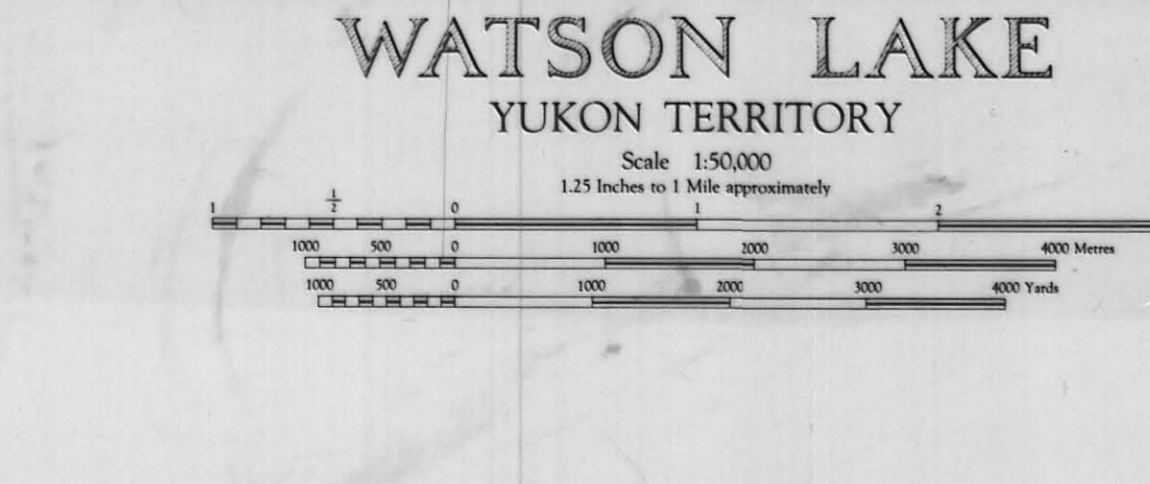 WATSON LAKE
YUKON TERRITORY
Scale 1:50,000
1.25 Inches to 1 Mile approximately
1 ½ 0 1 2
1000 500 0 1000 2000 3000 4000 Metres
1000 500 0 1000 2000 3000 4000 Yards